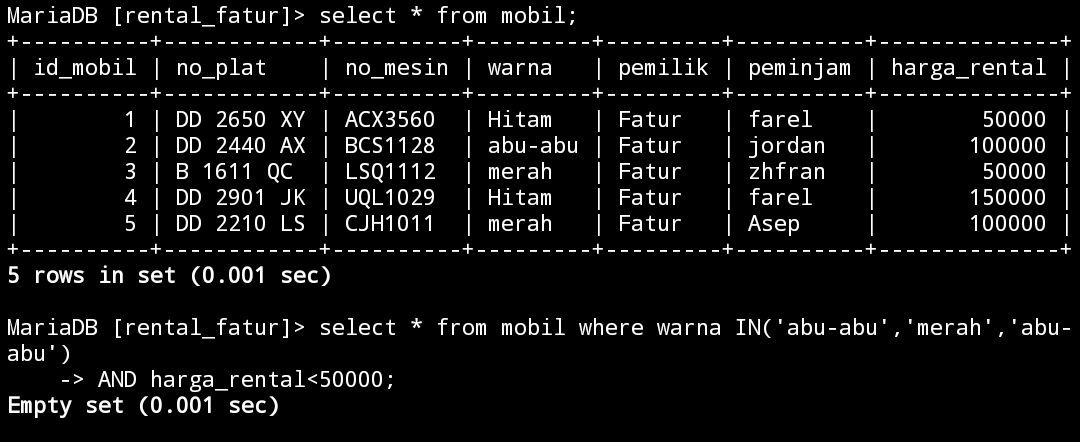 MariaDB [rental_fatur]> select * from mobil;
+----------+------------+----------+---------+---------+----------+--------------+
| id_mobil | no_plat    | no_mesin | warna   | pemilik | peminjam | harga_rental |
+----------+------------+----------+---------+---------+----------+--------------+
|        1 | DD 2650 XY | ACX3560  | Hitam   | Fatur   | farel    |        50000 |
|        2 | DD 2440 AX | BCS1128  | abu-abu | Fatur   | jordan   |       100000 |
|        3 | B 1611 QC  | LSQ1112  | merah   | Fatur   | zhfran   |        50000 |
|        4 | DD 2901 JK | UQL1029  | Hitam   | Fatur   | farel    |       150000 |
|        5 | DD 2210 LS | CJH1011  | merah   | Fatur   | Asep     |       100000 |
+----------+------------+----------+---------+---------+----------+--------------+
5 rows in set (0.001 sec)

MariaDB [rental_fatur]> select * from mobil where warna IN('abu-abu','merah','abu-
abu')
    -> AND harga_rental<50000;
Empty set (0.001 sec)